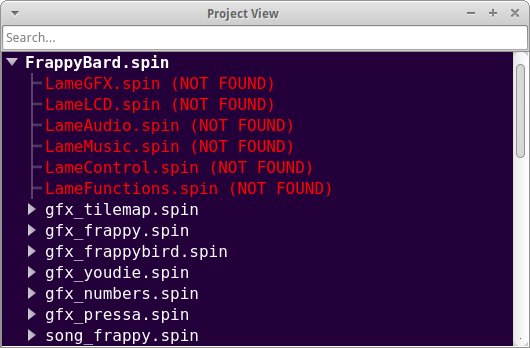 Project View
Search...
FrappyBard.spin
LameGFX.spin (NOT FOUND)
LameLCD.spin (NOT FOUND)
LameAudio.spin (NOT FOUND)
LameMusic.spin (NOT FOUND)
LameControl.spin (NOT FOUND)
LameFunctions.spin (NOT FOUND)
gfx_tilemap.spin
gfx_frappy.spin
gfx_frappybird.spin
gfx_youdie.spin
gfx_numbers.spin
gfx_pressa.spin
song_frappy.spin